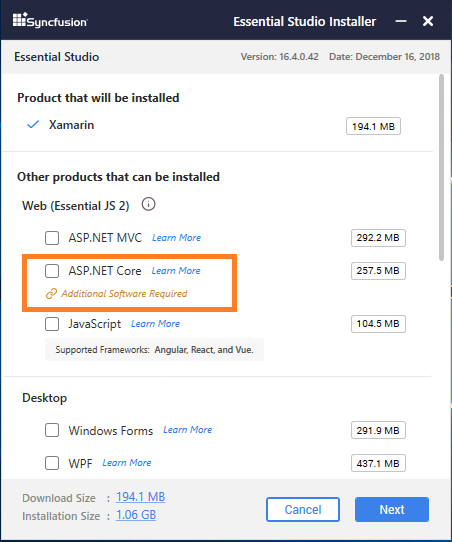 Syncfusion Essential Studio Installer
Essential Studio Version: 16.4.0.42 Date: December 16, 2018
Product that will be installed
Xamarin 194.1 MB
Other products that can be installed
Web (Essential JS 2)
ASP.NET MVC Learn More 292.2 MB
ASP.NET Core Learn More 257.5 MB
Additional Software Required
JavaScript Learn More 104.5 MB
Supported Frameworks: Angular, React, and Vue.
Desktop
Windows Forms Learn More 291.9 MB
WPF Learn More 437.1 MB
Download Size : 194.1 MB
Installation Size : 1.06 GB
Cancel Next